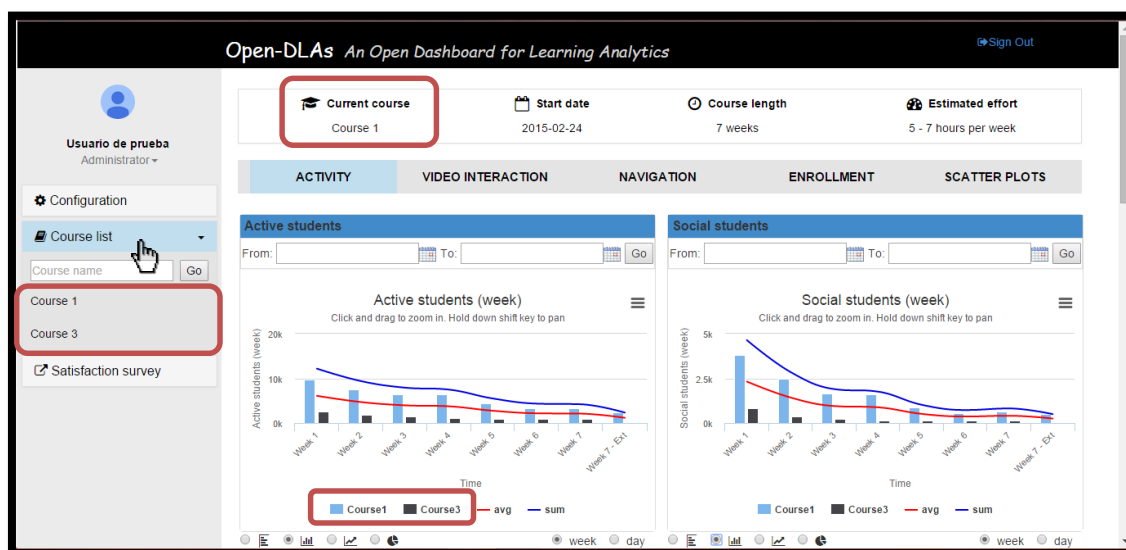 Open-DLAs An Open Dashboard for Learning Analytics
Sign Out
Usuario de prueba
Administrator
Configuration
Course list
Course name Go
Course 1
Course 3
Satisfaction survey
Current course Start date Course length Estimated effort
Course 1 2015-02-24 7 weeks 5 - 7 hours per week
ACTIVITY VIDEO INTERACTION NAVIGATION ENROLLMENT SCATTER PLOTS
Active students
From: To: Go
Active students (week)
Click and drag to zoom in. Hold down shift key to pan
Active students (week)
20k
10k
0k
Week 1 Week 2 Week 3 Week 4 Week 5 Week 6 Week 7 Week 7 - Ext
Time
Course1 Course3 avg sum
week day
Social students
From: To: Go
Social students (week)
Click and drag to zoom in. Hold down shift key to pan
Social students (week)
5k
2.5k
0k
Week 1 Week 2 Week 3 Week 4 Week 5 Week 6 Week 7 Week 7 - Ext
Time
Course1 Course3 avg sum
week day